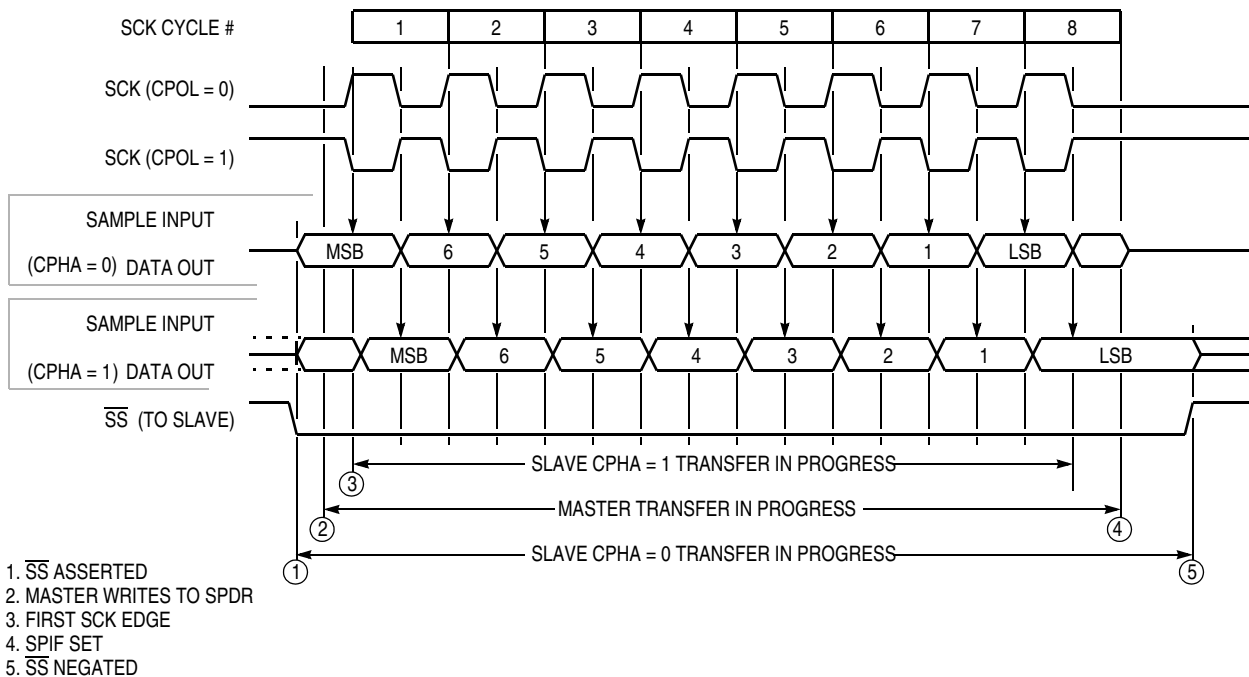 SCK CYCLE # 1 2 3 4 5 6 7 8
SCK (CPOL = 0)
SCK (CPOL = 1)
SAMPLE INPUT
(CPHA = 0) DATA OUT MSB 6 5 4 3 2 1 LSB
SAMPLE INPUT
(CPHA = 1) DATA OUT MSB 6 5 4 3 2 1 LSB
SS (TO SLAVE)
3 SLAVE CPHA = 1 TRANSFER IN PROGRESS
2 MASTER TRANSFER IN PROGRESS 4
1 SLAVE CPHA = 0 TRANSFER IN PROGRESS 5
1. SS ASSERTED
2. MASTER WRITES TO SPDR
3. FIRST SCK EDGE
4. SPIF SET
5. SS NEGATED